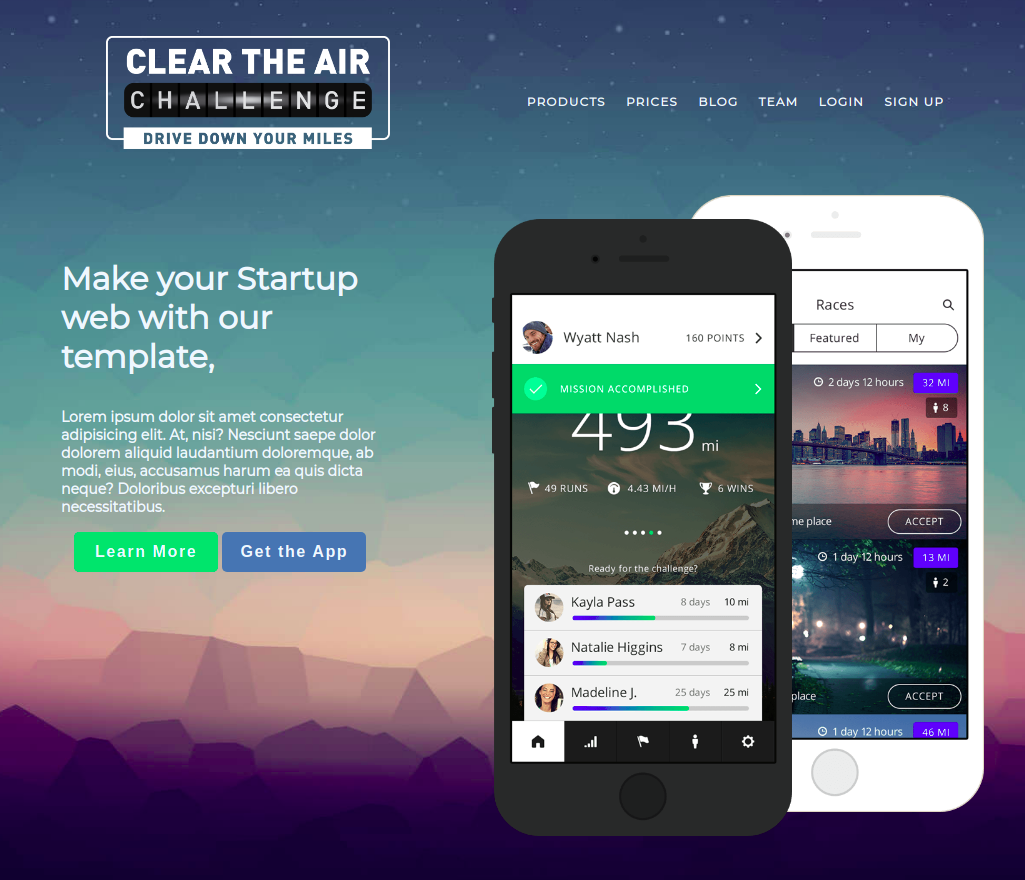 CLEAR THE AIR
CHALLENGE
DRIVE DOWN YOUR MILES
PRODUCTS PRICES BLOG TEAM LOGIN SIGN UP
Make your Startup
web with our
template,
Lorem ipsum dolor sit amet consectetur
adipisicing elit. At, nisi? Nesciunt saepe dolor
dolorem aliquid laudantium doloremque, ab
modi, eius, accusamus harum ea quis dicta
neque? Doloribus excepturi libero
necessitatibus.
Learn More Get the App
Wyatt Nash 160 POINTS
MISSION ACCOMPLISHED
493 mi
49 RUNS 4.43 MI/H 6 WINS
Ready for the challenge?
Kayla Pass 8 days 10 mi
Natalie Higgins 7 days 8 mi
Madeline J. 25 days 25 mi
Races
Featured My
2 days 12 hours 32 MI
8
me place ACCEPT
1 day 12 hours 13 MI
2
place ACCEPT
1 day 12 hours 46 MI